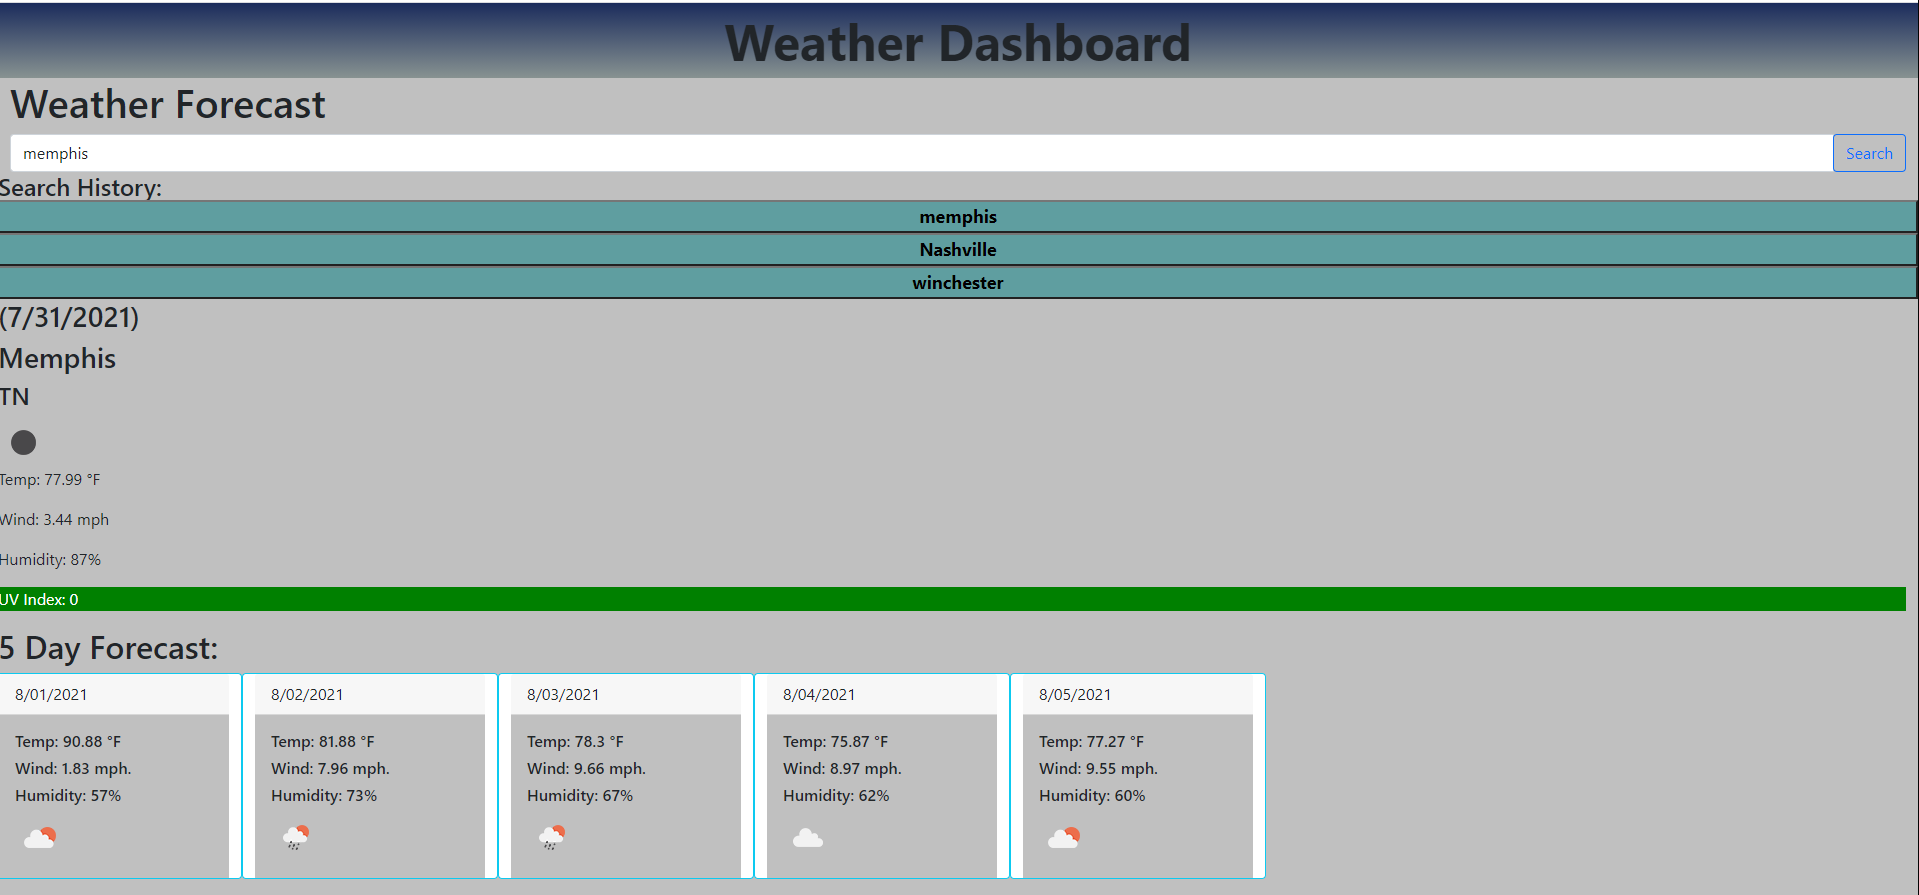 Weather Dashboard
Weather Forecast
memphis
Search
Search History:
memphis
Nashville
winchester
(7/31/2021)
Memphis
TN
Temp: 77.99 °F
Wind: 3.44 mph
Humidity: 87%
UV Index: 0
5 Day Forecast:
8/01/2021
Temp: 90.88 °F
Wind: 1.83 mph.
Humidity: 57%
8/02/2021
Temp: 81.88 °F
Wind: 7.96 mph.
Humidity: 73%
8/03/2021
Temp: 78.3 °F
Wind: 9.66 mph.
Humidity: 67%
8/04/2021
Temp: 75.87 °F
Wind: 8.97 mph.
Humidity: 62%
8/05/2021
Temp: 77.27 °F
Wind: 9.55 mph.
Humidity: 60%